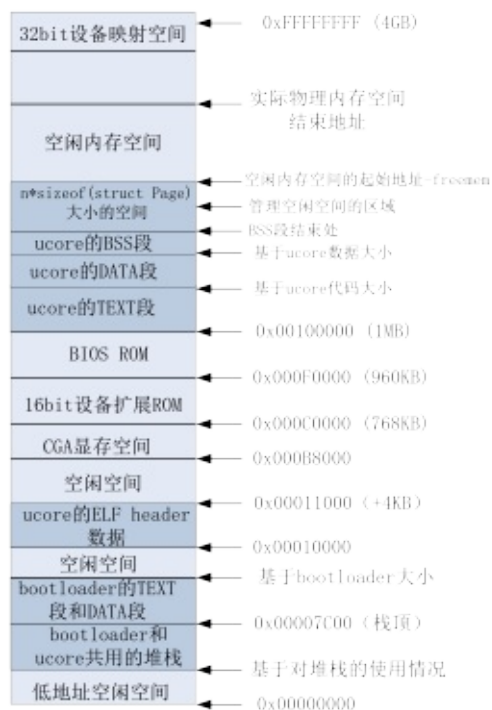 32bit设备映射空间
0xFFFFFFFF (4GB)
实际物理内存空间
结束地址
空闲内存空间
空闲内存空间的起始地址-freemem
n*sizeof(struct Page)
大小的空间
管理空闲空间的区域
BSS段结束处
ucore的BSS段
基于ucore数据大小
ucore的DATA段
基于ucore代码大小
ucore的TEXT段
0x00100000 (1MB)
BIOS ROM
0x000F0000 (960KB)
16bit设备扩展ROM
0x000C0000 (768KB)
CGA显存空间
0x000B8000
空闲空间
0x00011000 (+4KB)
ucore的ELF header
数据
0x00010000
空闲空间
基于bootloader大小
bootloader的TEXT
段和DATA段
0x00007C00 (栈顶)
bootloader和
ucore共用的堆栈
基于对堆栈的使用情况
低地址空闲空间
0x00000000